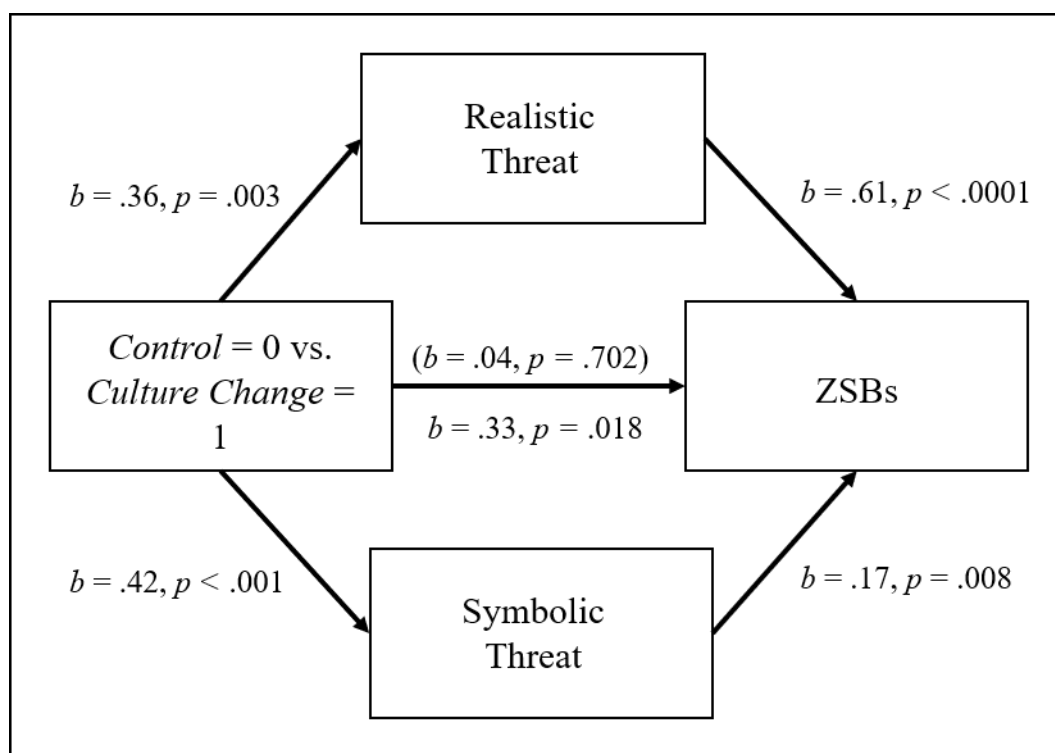 Realistic
Threat
b = .36, p = .003
b = .61, p < .0001
Control = 0 vs.
Culture Change =
1
(b = .04, p = .702)
b = .33, p = .018
ZSBs
b = .42, p < .001
b = .17, p = .008
Symbolic
Threat